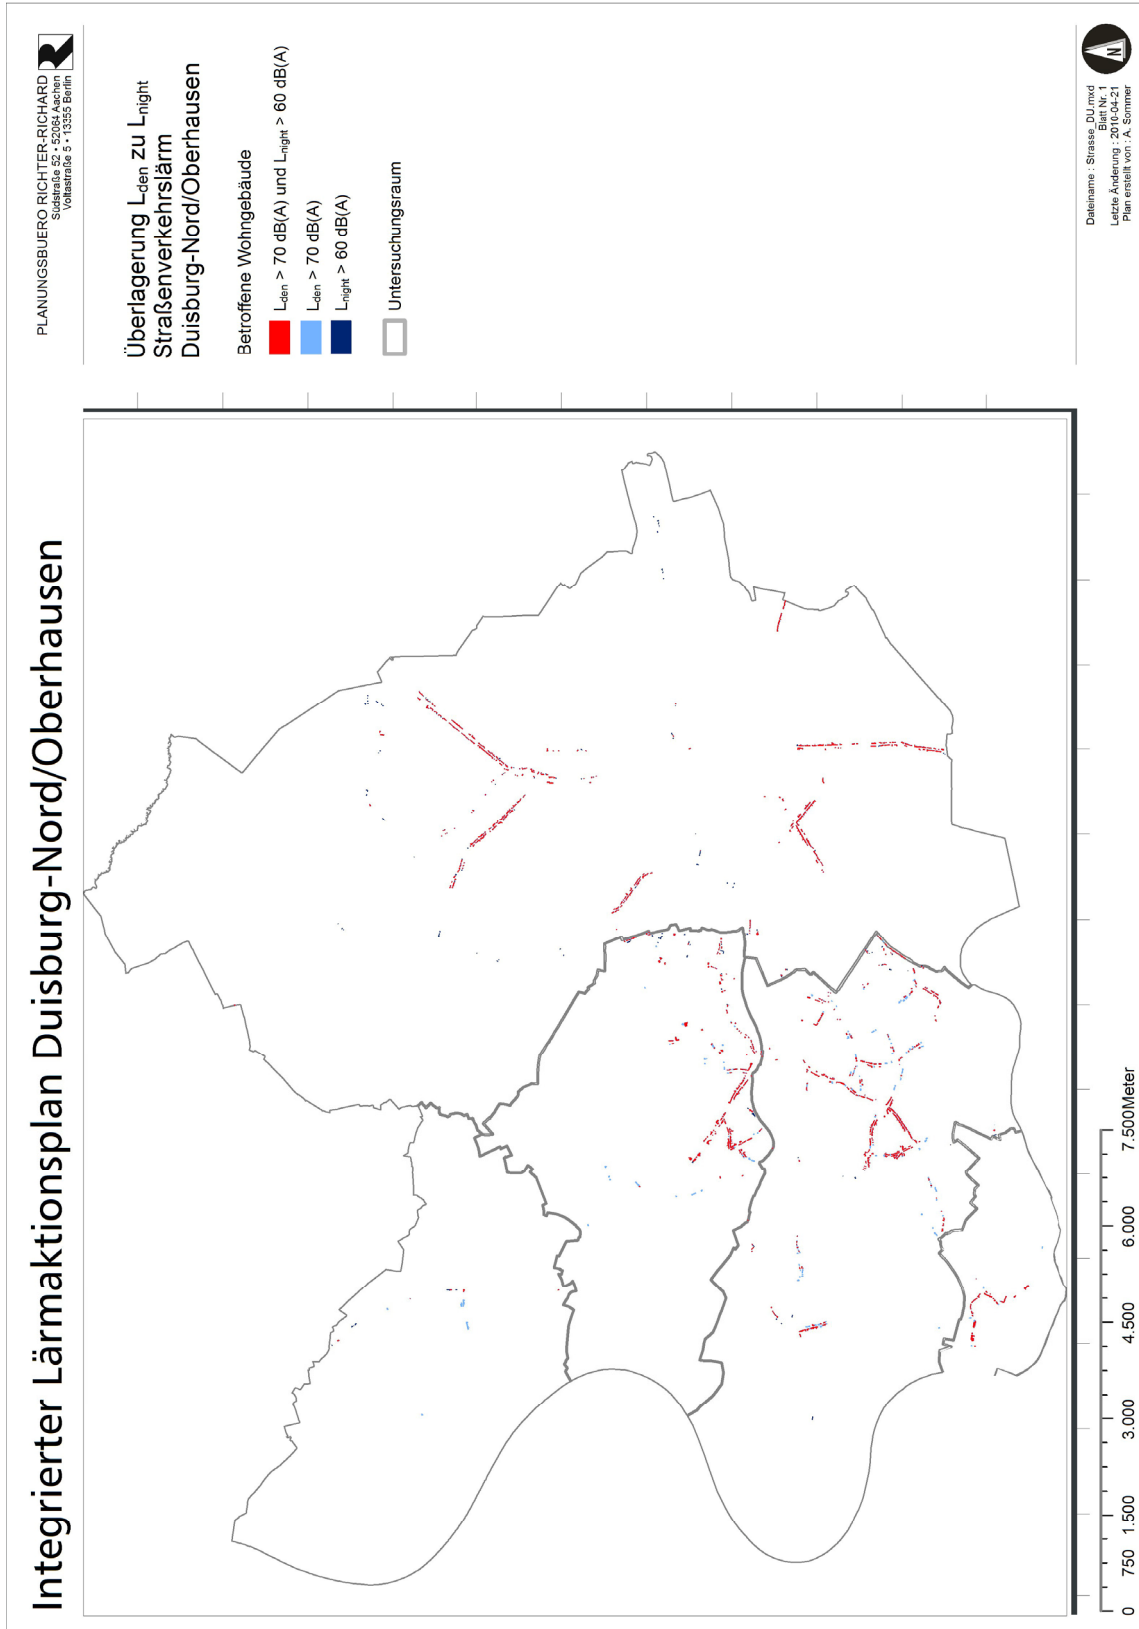 Integrierter Lärmaktionsplan Duisburg-Nord/Oberhausen
PLANUNGSBUERO RICHTER-RICHARD
Südstraße 52 • 52064 Aachen
Voltastraße 5 • 13355 Berlin
R
Überlagerung Lden zu Lnight
Straßenverkehrslärm
Duisburg-Nord/Oberhausen
Betroffene Wohngebäude
Lden > 70 dB(A) und Lnight > 60 dB(A)
Lden > 70 dB(A)
Lnight > 60 dB(A)
Untersuchungsraum
0 750 1.500 3.000 4.500 6.000 7.500Meter
Dateiname : Strasse_DU.mxd
Blatt Nr. 1
Letzte Änderung : 2010-04-21
Plan erstellt von : A. Sommer
N